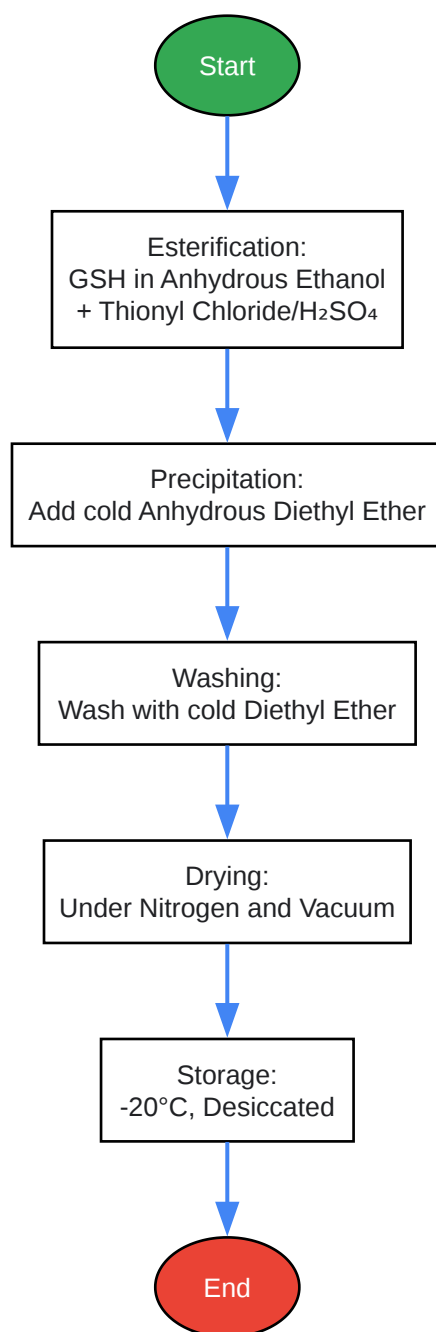 Start
Esterification:
GSH in Anhydrous Ethanol
+ Thionyl Chloride/H₂SO₄
Precipitation:
Add cold Anhydrous Diethyl Ether
Washing:
Wash with cold Diethyl Ether
Drying:
Under Nitrogen and Vacuum
Storage:
-20°C, Desiccated
End